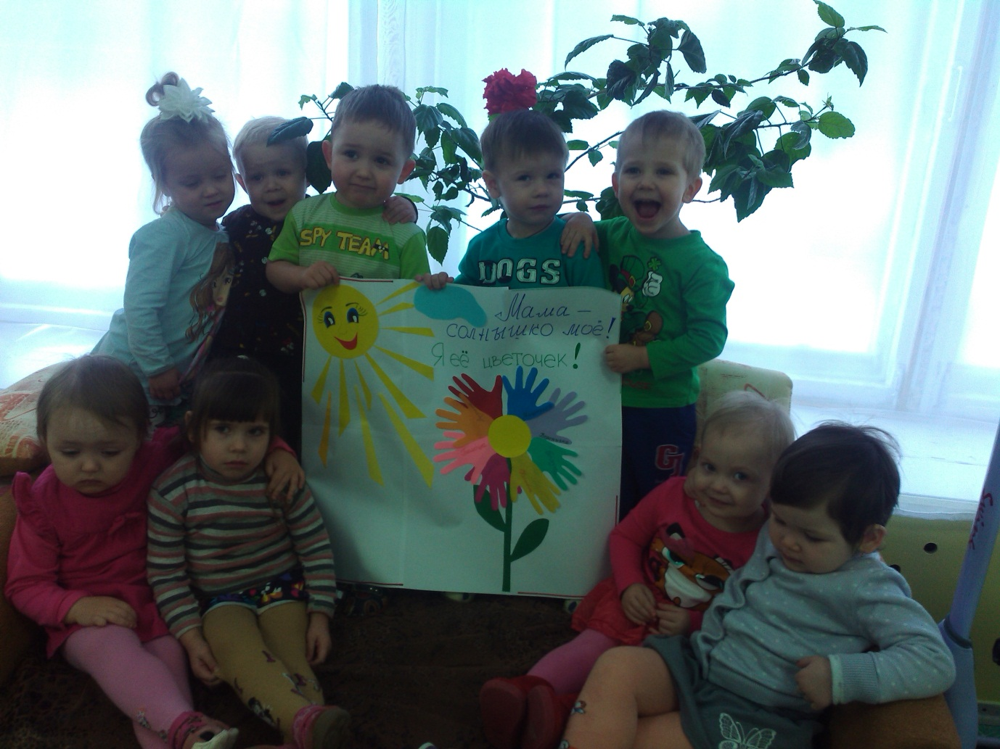 SPY TEAM
DOGS
Мама –
солнышко моё!
Я её цветочек!